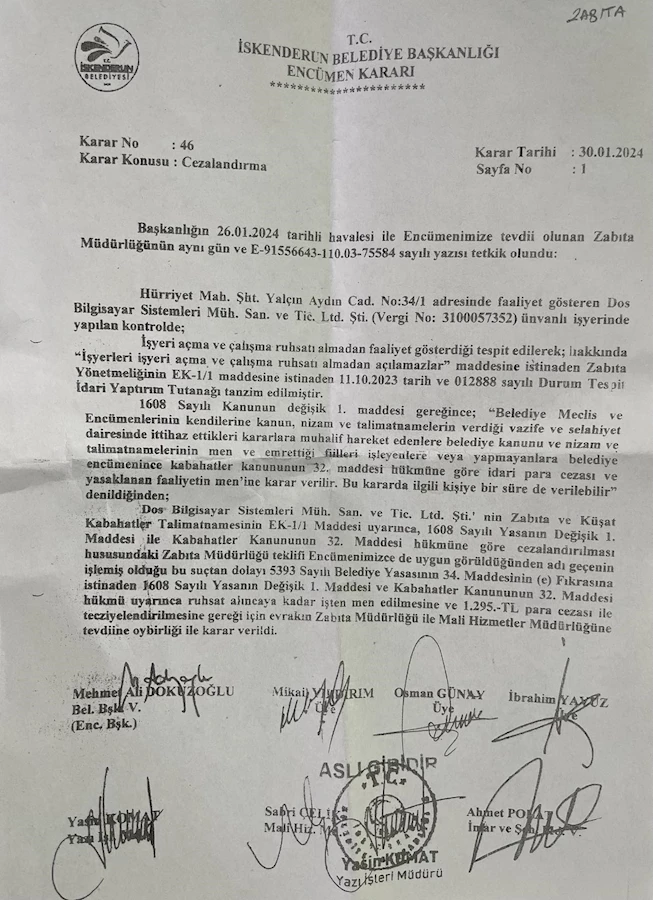 ZABITA
T.C.
İSKENDERUN BELEDİYE BAŞKANLIĞI
ENCÜMEN KARARI
***********************
T.C.
İSKENDERUN
BELEDİYESİ
Karar No : 46
Karar Konusu : Cezalandırma
Karar Tarihi : 30.01.2024
Sayfa No : 1
Başkanlığın 26.01.2024 tarihli havalesi ile Encümenimize tevdii olunan Zabıta
Müdürlüğünün aynı gün ve E-91556643-110.03-75584 sayılı yazısı tetkik olundu:
Hürriyet Mah. Şht. Yalçın Aydın Cad. No:34/1 adresinde faaliyet gösteren Dos
Bilgisayar Sistemleri Müh. San. ve Tic. Ltd. Şti. (Vergi No: 3100057352) ünvanlı işyerinde
yapılan kontrolde;
İşyeri açma ve çalışma ruhsatı almadan faaliyet gösterdiği tespit edilerek; hakkında
“İşyerleri işyeri açma ve çalışma ruhsatı almadan açılamazlar” maddesine istinaden Zabıta
Yönetmeliğinin EK-1/1 maddesine istinaden 11.10.2023 tarih ve 012888 sayılı Durum Tespit
İdari Yaptırım Tutanağı tanzim edilmiştir.
1608 Sayılı Kanunun değişik 1. maddesi gereğince; “Belediye Meclis ve
Encümenlerinin kendilerine kanun, nizam ve talimatnamelerin verdiği vazife ve selahiyet
dairesinde ittihaz ettikleri kararlara muhalif hareket edenlere belediye kanunu ve nizam ve
talimatnamelerinin men ve emrettiği fiilleri işleyenlere veya yapmayanlara belediye
encümenince kabahatler kanununun 32. maddesi hükmüne göre idari para cezası ve
yasaklanan faaliyetin men’ine karar verilir. Bu kararda ilgili kişiye bir süre de verilebilir”
denildiğinden;
Dos Bilgisayar Sistemleri Müh. San. ve Tic. Ltd. Şti.' nin Zabıta ve Küşat
Kabahatler Talimatnamesinin EK-1/1 Maddesi uyarınca, 1608 Sayılı Yasanın Değişik 1.
Maddesi ile Kabahatler Kanununun 32. Maddesi hükmüne göre cezalandırılması
hususundaki Zabıta Müdürlüğü teklifi Encümenimizce de uygun görüldüğünden adı geçenin
işlemiş olduğu bu suçtan dolayı 5393 Sayılı Belediye Yasasının 34. Maddesinin (e) Fıkrasına
istinaden 1608 Sayılı Yasanın Değişik 1. Maddesi ve Kabahatler Kanununun 32. Maddesi
hükmü uyarınca ruhsat alıncaya kadar işten men edilmesine ve 1.295.-TL para cezası ile
tecziyelendirilmesine gereği için evrakın Zabıta Müdürlüğü ile Mali Hizmetler Müdürlüğüne
tevdiine oybirliği ile karar verildi.
Mehmet Ali DOKUZOĞLU
Bel. Bşk. V.
(Enc. Bşk.)
Mikail YILDIRIM
Üye
Osman GÜNAY
Üye
İbrahim YAVUZ
Üye
ASLI GİBİDİR
T.C.
Yasin
Yazı İşl
Sabri ÇELİ
Mali Hiz.
Ahmet
İmar ve Şeh.
Yasin KOMAT
Yazı İşleri Müdürü